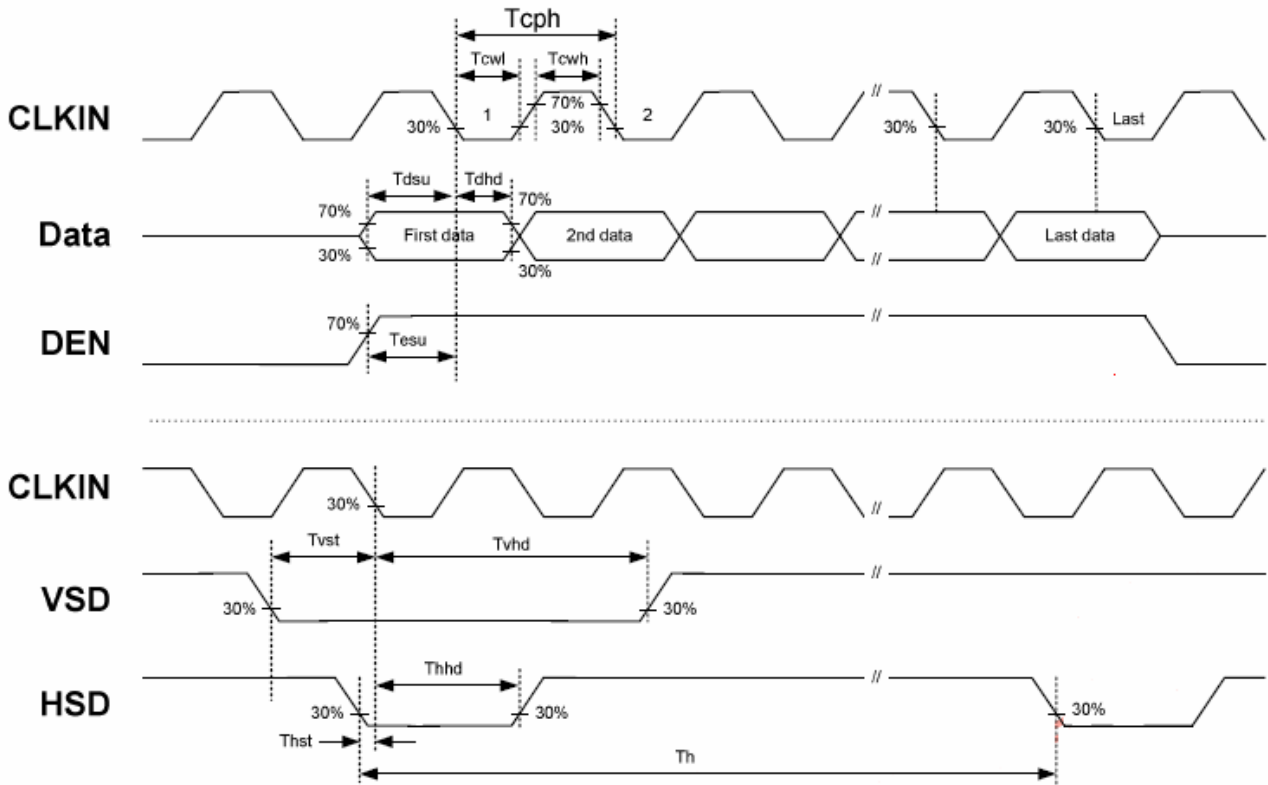 Tcph
Tcwl Tcwh
CLKIN 30% 1 70% 30% 2 // 30% 30% Last
Tdsu Tdhd
70% 70%
Data First data 2nd data // Last data
30% 30% //
70%
DEN Tesu //
CLKIN 30% //
Tvst Tvhd
VSD 30% 30% //
Thhd
HSD 30% 30% // 30%
Thst
Th